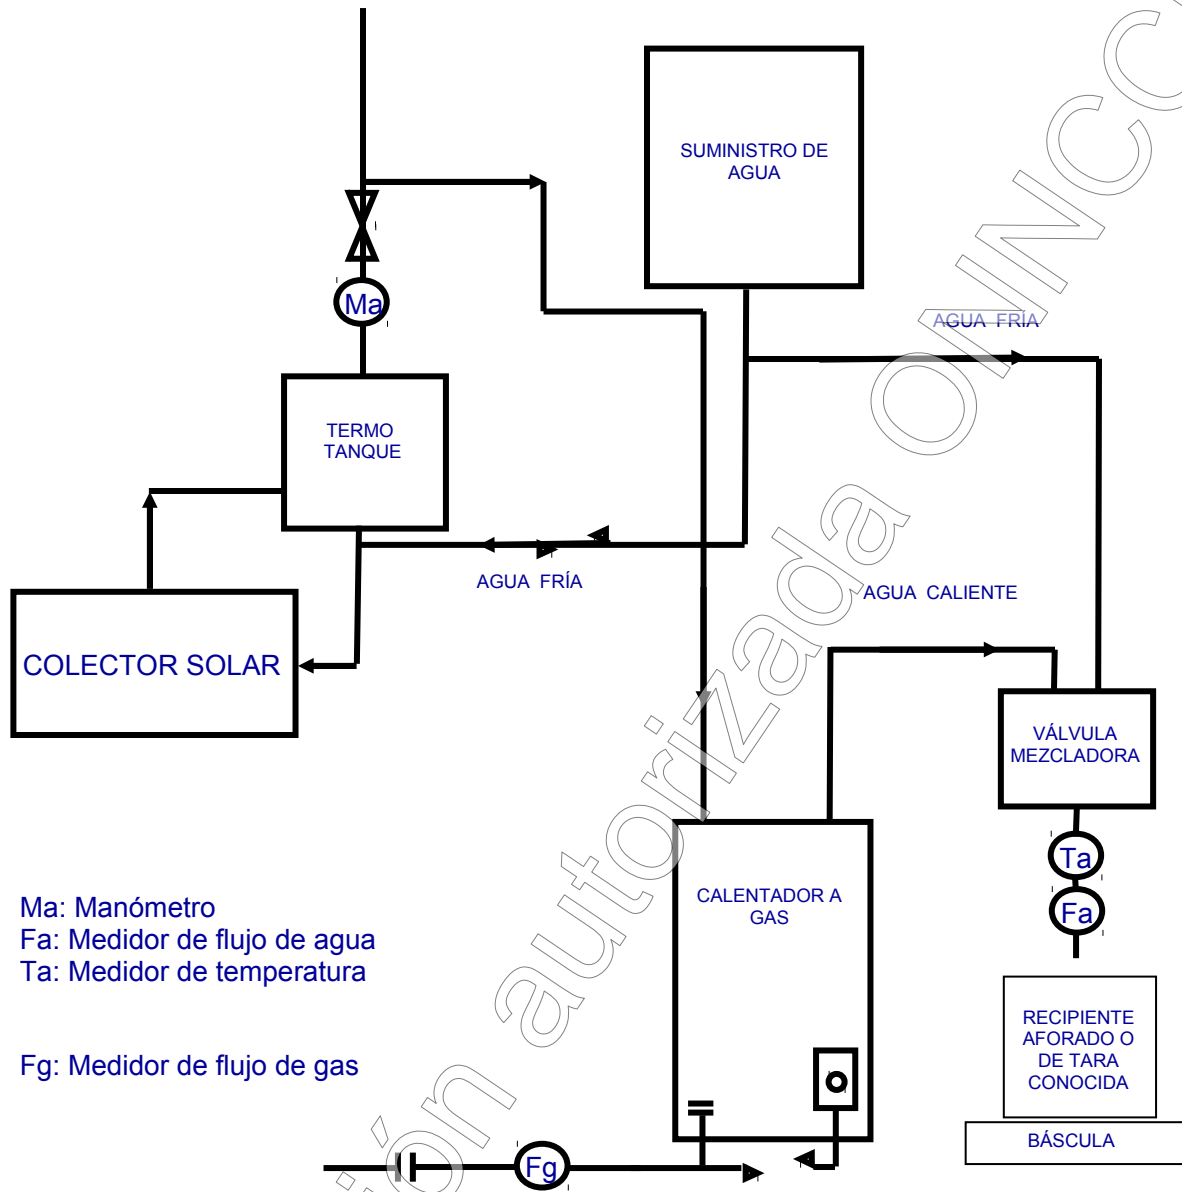 SUMINISTRO DE
AGUA
Ma
AGUA FRÍA
TERMO
TANQUE
AGUA FRÍA
AGUA CALIENTE
COLECTOR SOLAR
VÁLVULA
MEZCLADORA
Ta
Fa
CALENTADOR A
GAS
Ma: Manómetro
Fa: Medidor de flujo de agua
Ta: Medidor de temperatura
Fg: Medidor de flujo de gas
RECIPIENTE
AFORADO O
DE TARA
CONOCIDA
BÁSCULA
Fg